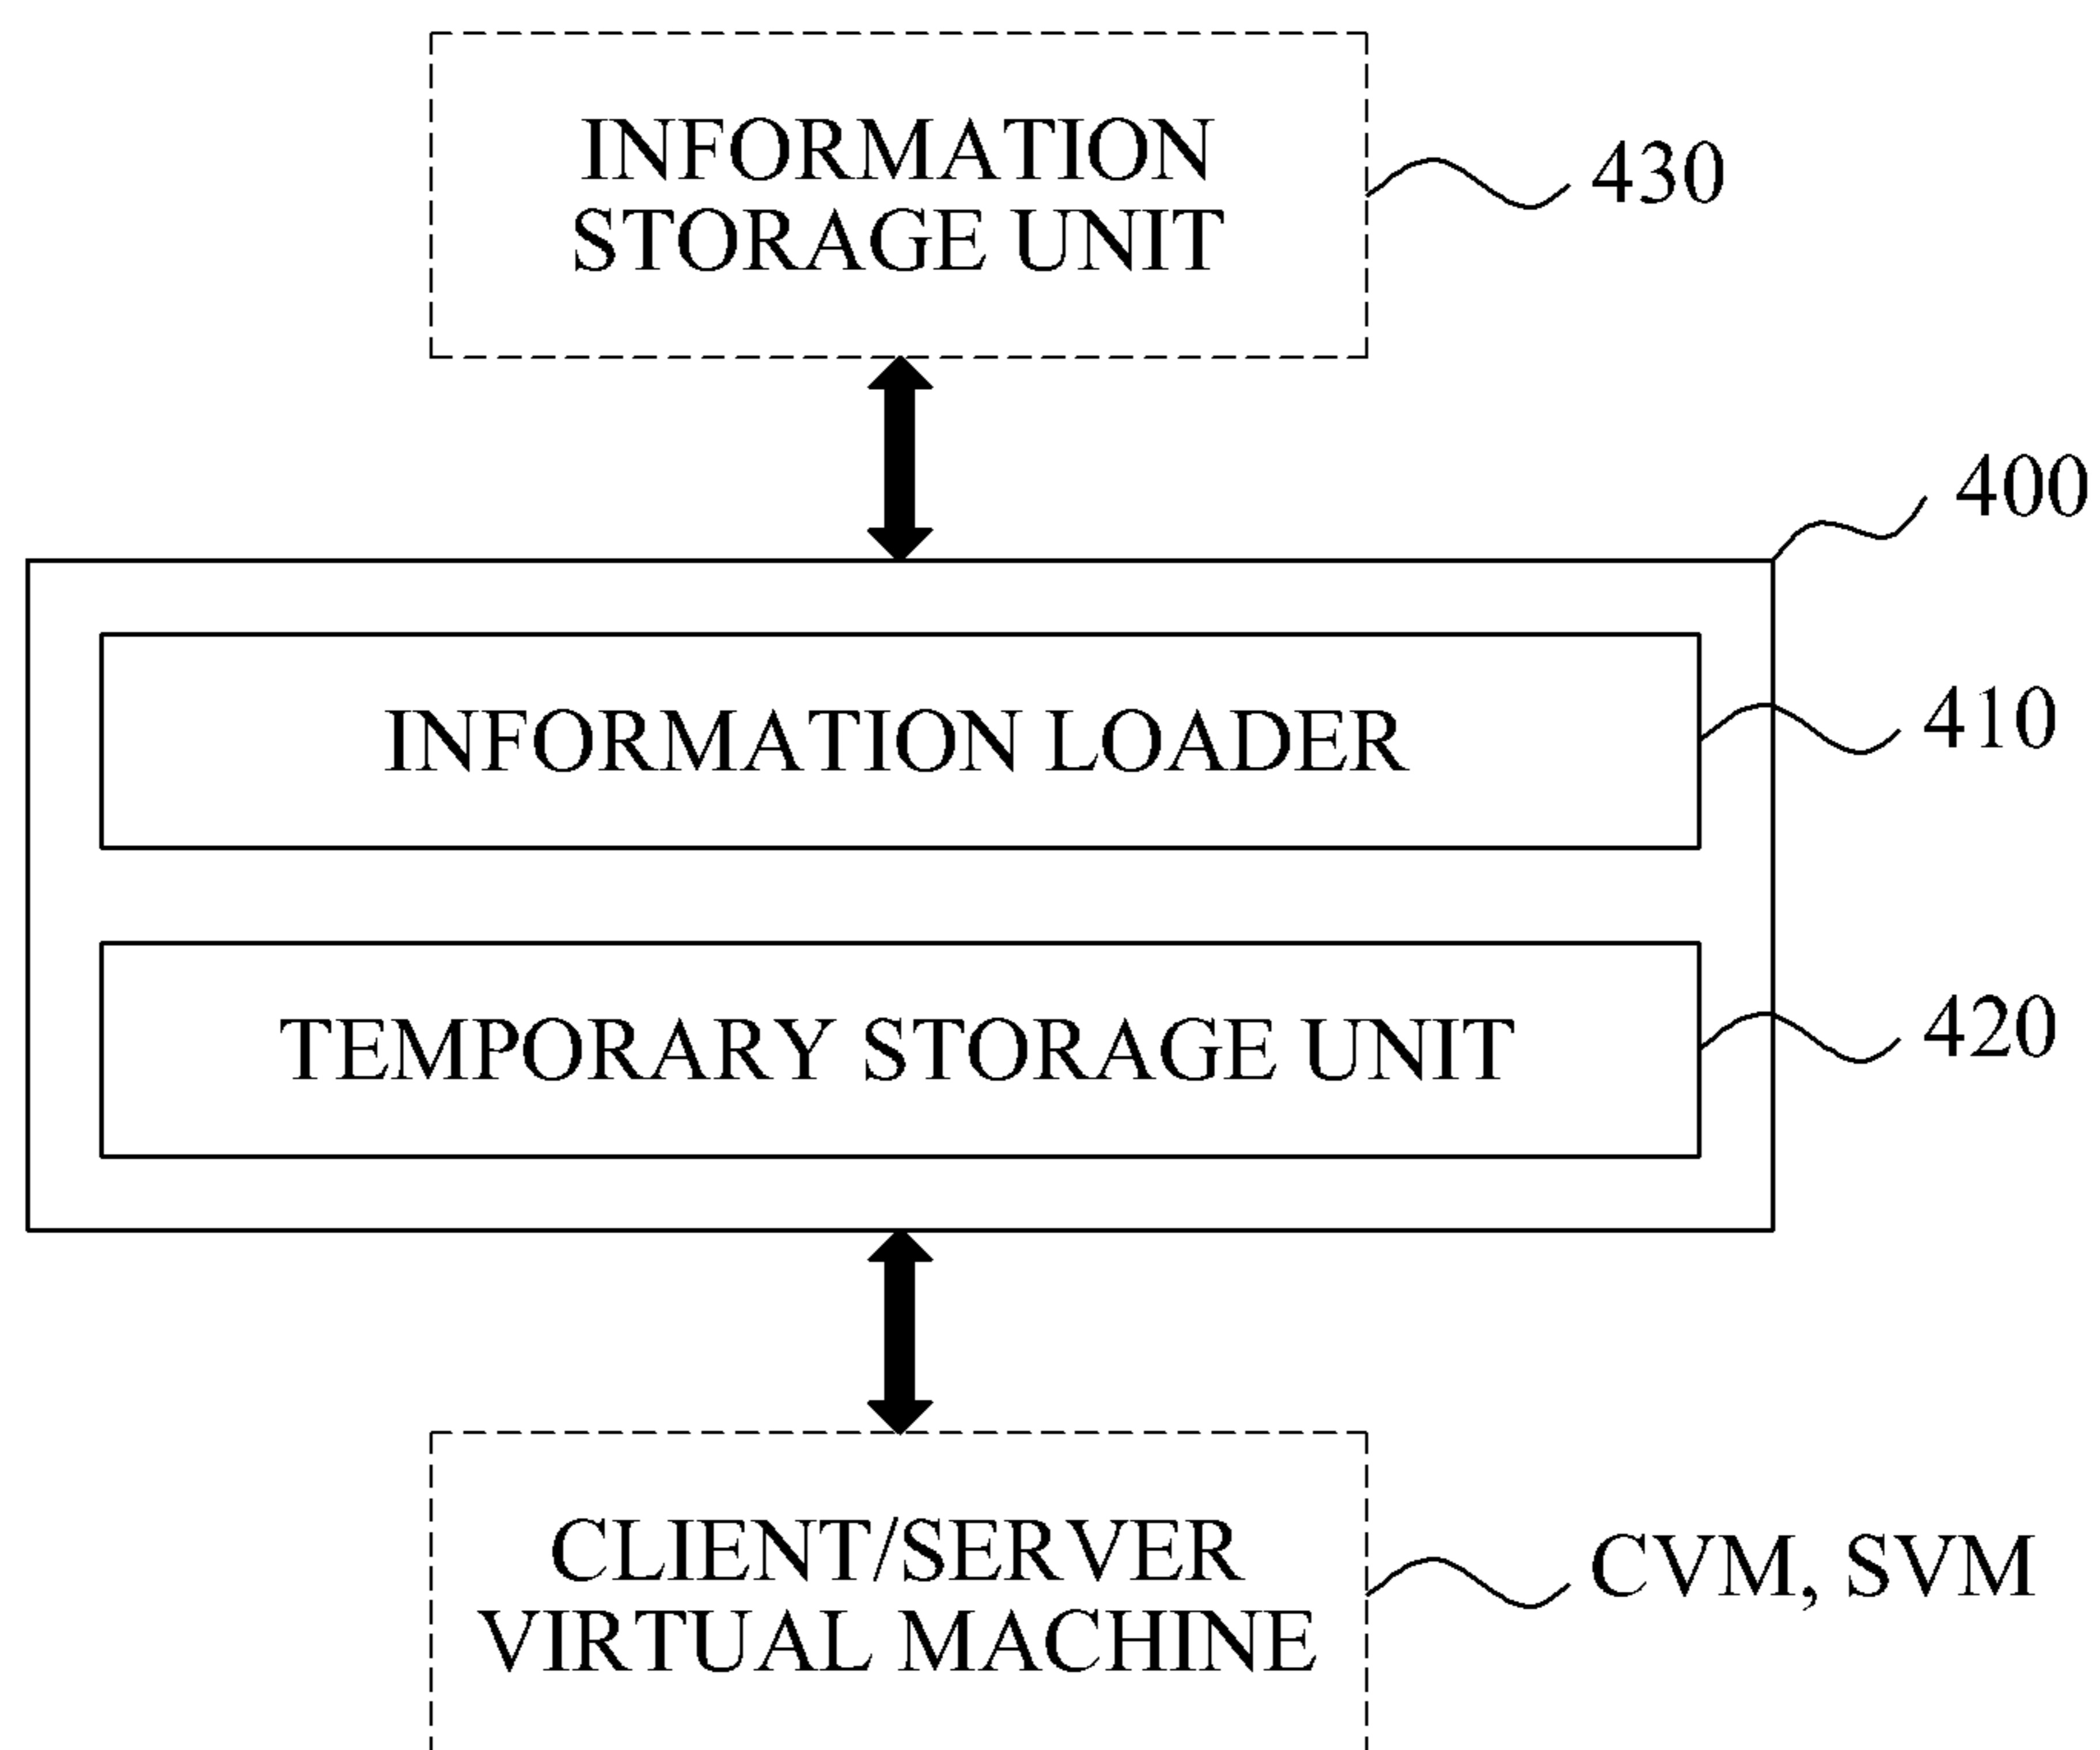 INFORMATION
STORAGE UNIT
430
400
INFORMATION LOADER
410
TEMPORARY STORAGE UNIT
420
CLIENT/SERVER
VIRTUAL MACHINE
CVM, SVM